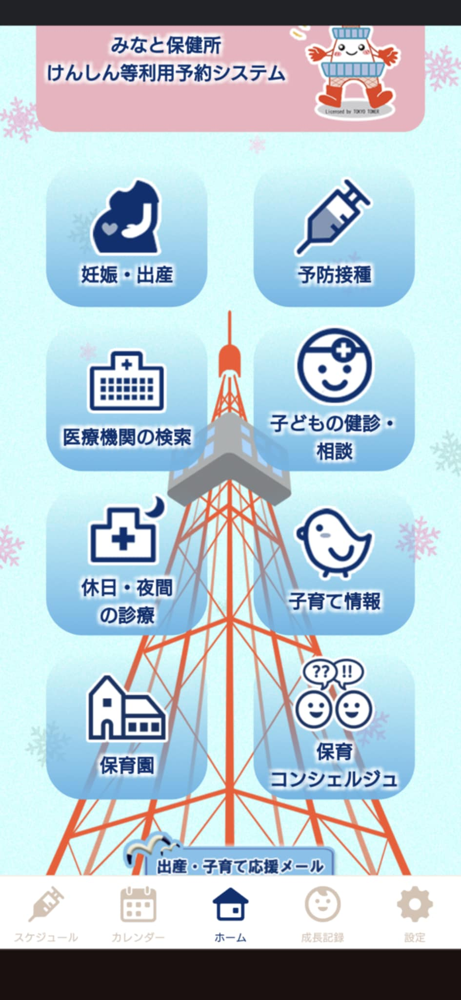 みなと保健所
けんしん等利用予約システム
Licensed by TOKYO TOWER
妊娠・出産
予防接種
医療機関の検索
子どもの健診・
相談
休日・夜間
の診療
子育て情報
保育園
?? !!
保育
コンシェルジュ
出産・子育て応援メール
スケジュール
カレンダー
ホーム
成長記録
設定